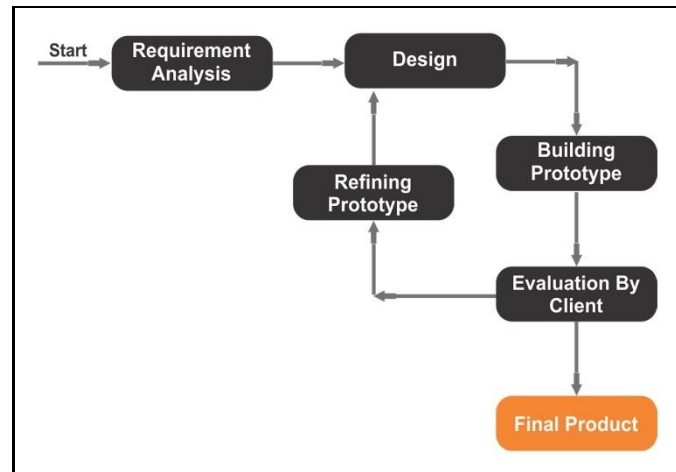 Start
Requirement
Analysis
Design
Building
Prototype
Refining
Prototype
Evaluation By
Client
Final Product